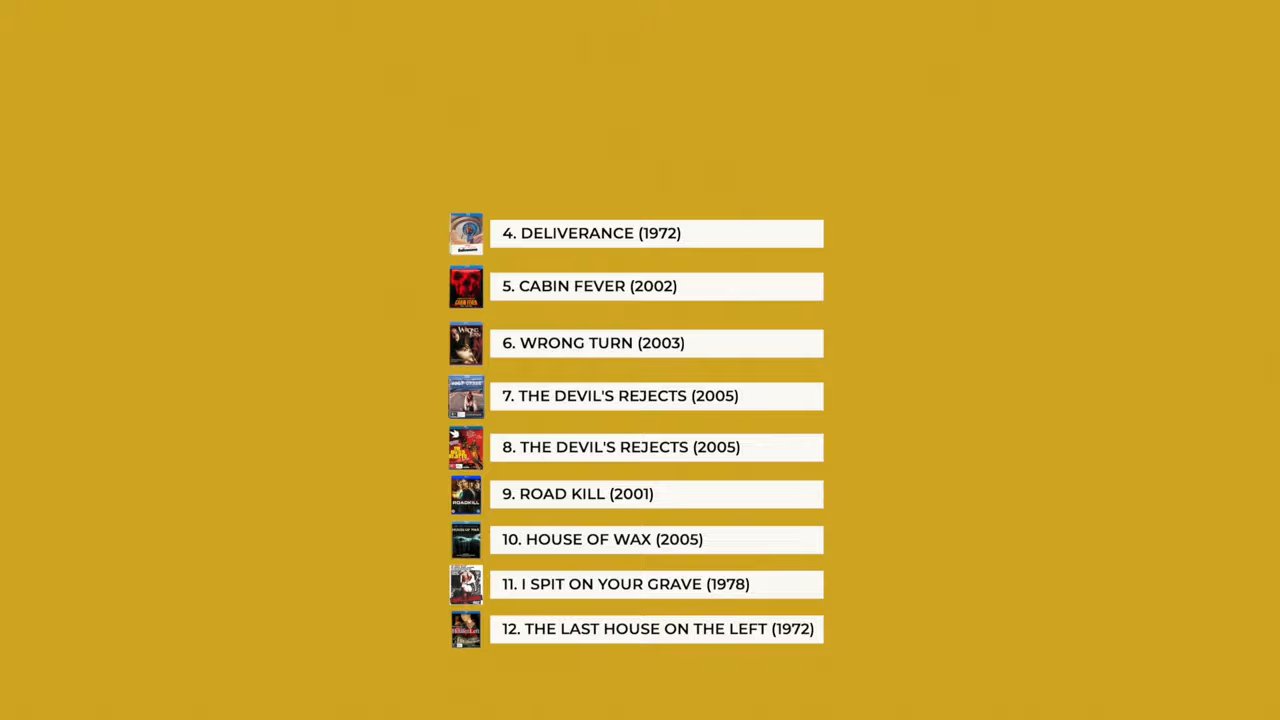 4. DELIVERANCE (1972)
5. CABIN FEVER (2002)
6. WRONG TURN (2003)
7. THE DEVIL'S REJECTS (2005)
8. THE DEVIL'S REJECTS (2005)
9. ROAD KILL (2001)
ROADKILL
10. HOUSE OF WAX (2005)
11. I SPIT ON YOUR GRAVE (1978)
12. THE LAST HOUSE ON THE LEFT (1972)